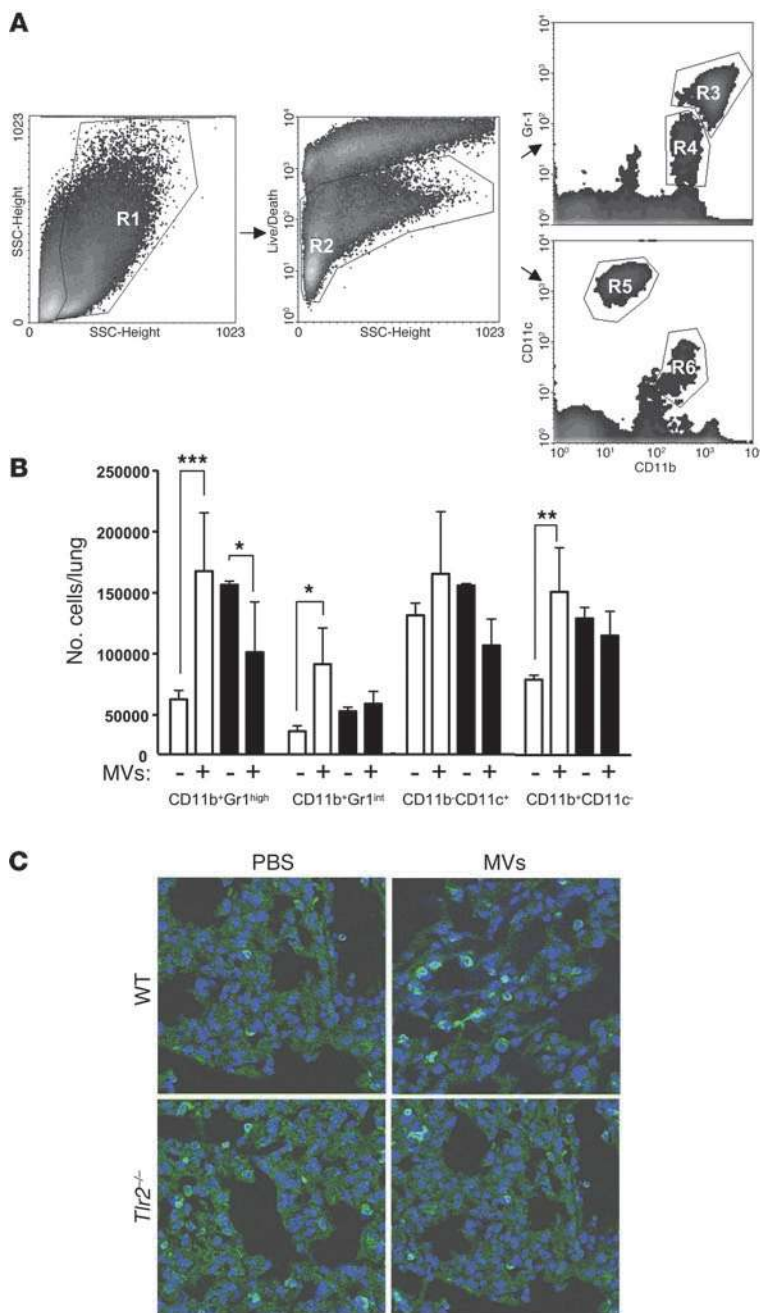 A
1023
SSC-Height
0
R1
0
SSC-Height
1023
10⁴
10³
Live/Death
10²
10¹
10⁰
R2
0
SSC-Height
1023
10⁴
10³
Gr-1
10²
10¹
10⁰
R3
R4
10⁴
10³
CD11c
10²
10¹
10⁰
R5
R6
10⁰ 10¹ 10² 10³ 10
CD11b
B
No. cells/lung
250000
200000
150000
100000
50000
0
***
*
*
**
MVs: - + - + - + - + - + - + - + - +
CD11b⁺Gr1ʰⁱᵍʰ CD11b⁺Gr1ⁱⁿᵗ CD11b⁻CD11c⁺ CD11b⁺CD11c⁻
C
PBS MVs
WT
Tlr2⁻/⁻